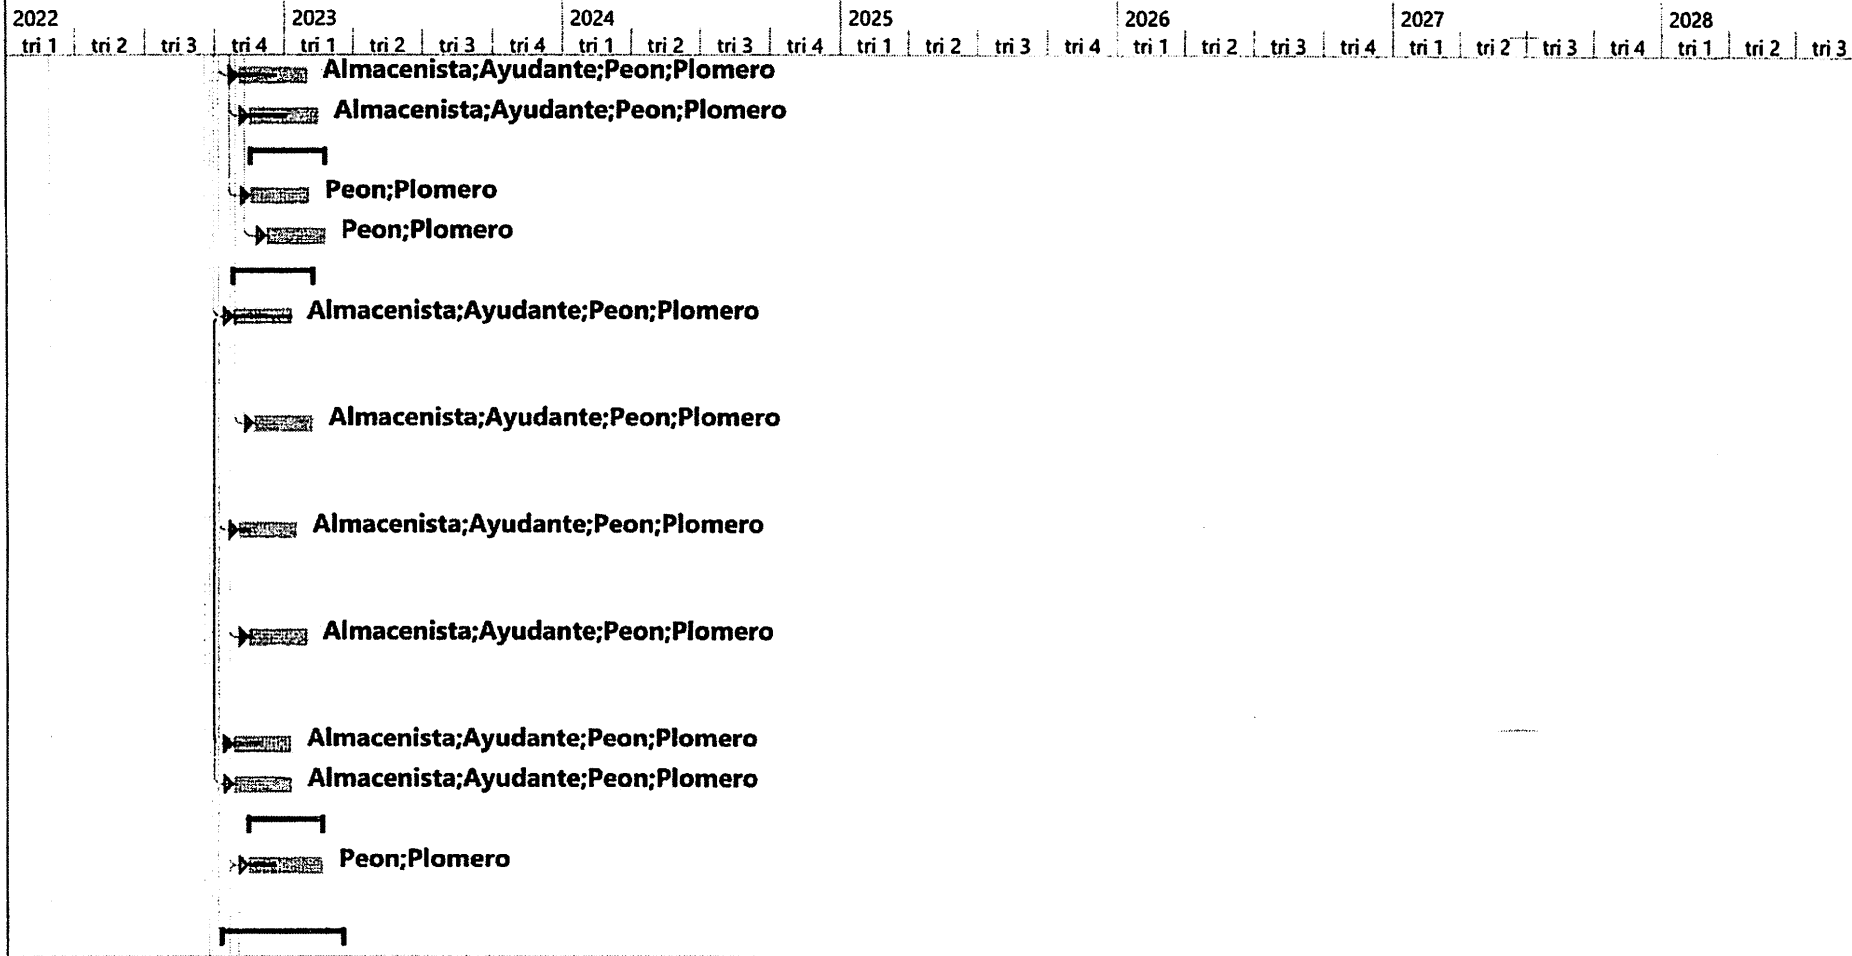 2022 2023 2024 2025 2026 2027 2028
tri 1 tri 2 tri 3 tri 4 tri 1 tri 2 tri 3 tri 4 tri 1 tri 2 tri 3 tri 4 tri 1 tri 2 tri 3 tri 4 tri 1 tri 2 tri 3 tri 4 tri 1 tri 2 tri 3 tri 4 tri 1 tri 2 tri 3
Almacenista;Ayudante;Peon;Plomero
Almacenista;Ayudante;Peon;Plomero
Peon;Plomero
Peon;Plomero
Almacenista;Ayudante;Peon;Plomero
Almacenista;Ayudante;Peon;Plomero
Almacenista;Ayudante;Peon;Plomero
Almacenista;Ayudante;Peon;Plomero
Almacenista;Ayudante;Peon;Plomero
Almacenista;Ayudante;Peon;Plomero
Peon;Plomero